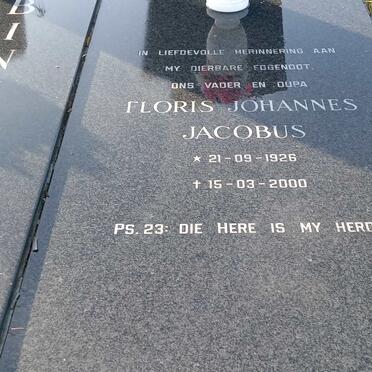 IN LIEFDEVOLLE HERINNERING AAN
MY DIERBARE EGGENOOT,
ONS VADER EN OUPA
FLORIS JOHANNES
JACOBUS
* 21-09-1926
† 15-03-2000
PS. 23: DIE HERE IS MY HERD